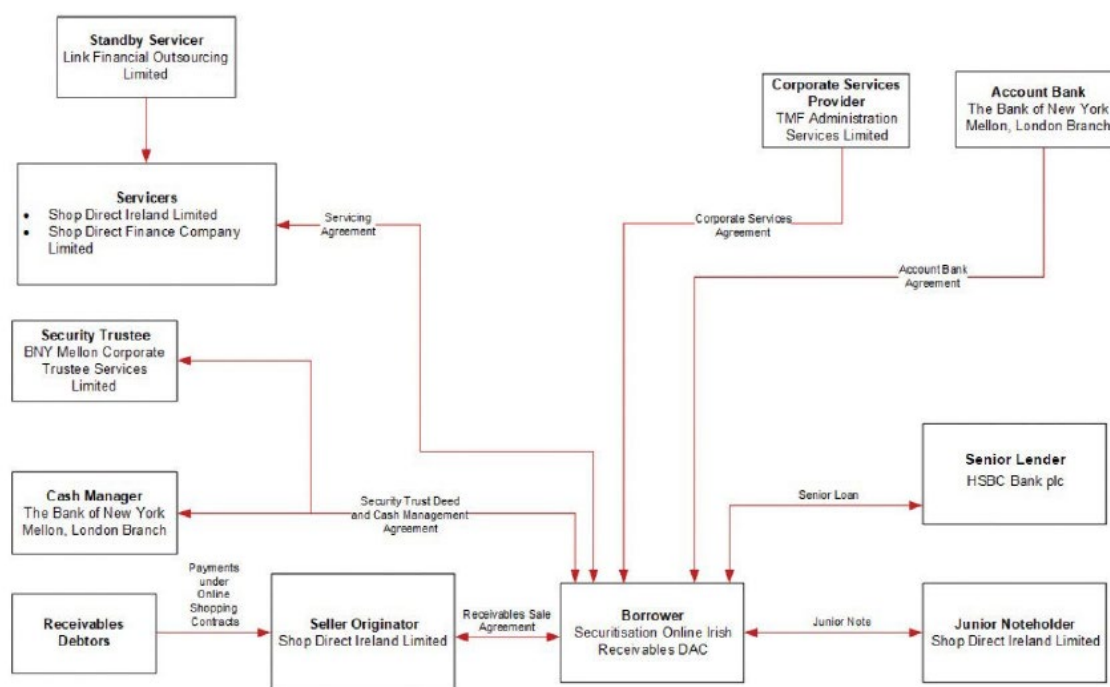 Standby Servicer
Link Financial Outsourcing
Limited
Corporate Services
Provider
TMF Administration
Services Limited
Account Bank
The Bank of New York
Mellon, London Branch
Servicers
• Shop Direct Ireland Limited
• Shop Direct Finance Company
Limited
Servicing
Agreement
Corporate Services
Agreement
Account Bank
Agreement
Security Trustee
BNY Mellon Corporate
Trustee Services
Limited
Senior Lender
HSBC Bank plc
Senior Loan
Cash Manager
The Bank of New York
Mellon, London Branch
Security Trust Deed
and Cash Management
Agreement
Payments
under
Online
Shopping
Contracts
Receivables
Debtors
Seller Originator
Shop Direct Ireland Limited
Receivables Sale
Agreement
Borrower
Securitisation Online Irish
Receivables DAC
Junior Note
Junior Noteholder
Shop Direct Ireland Limited